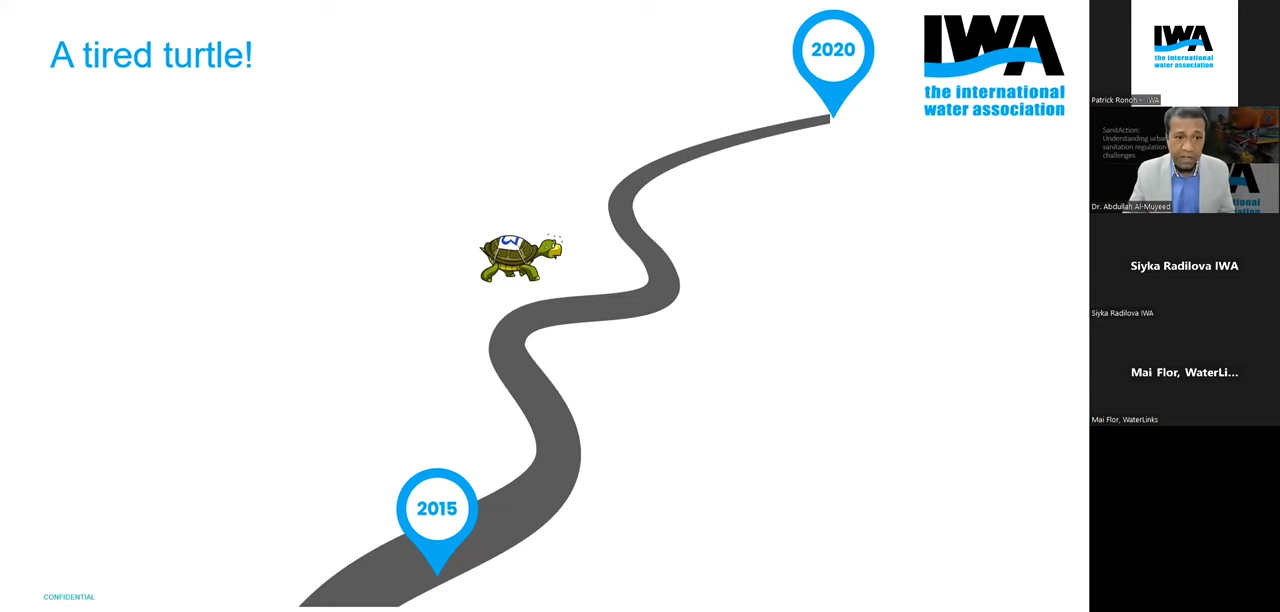 A tired turtle!
2020
IWA
the international
water association
2015
CONFIDENTIAL
IWA
the international
water association
Patrick Ronoh - IWA
SanitAction:
Understanding urban
sanitation regulation
challenges
Dr. Abdullah Al-Muyeed
Siyka Radilova IWA
Siyka Radilova IWA
Mai Flor, WaterLi...
Mai Flor, WaterLinks